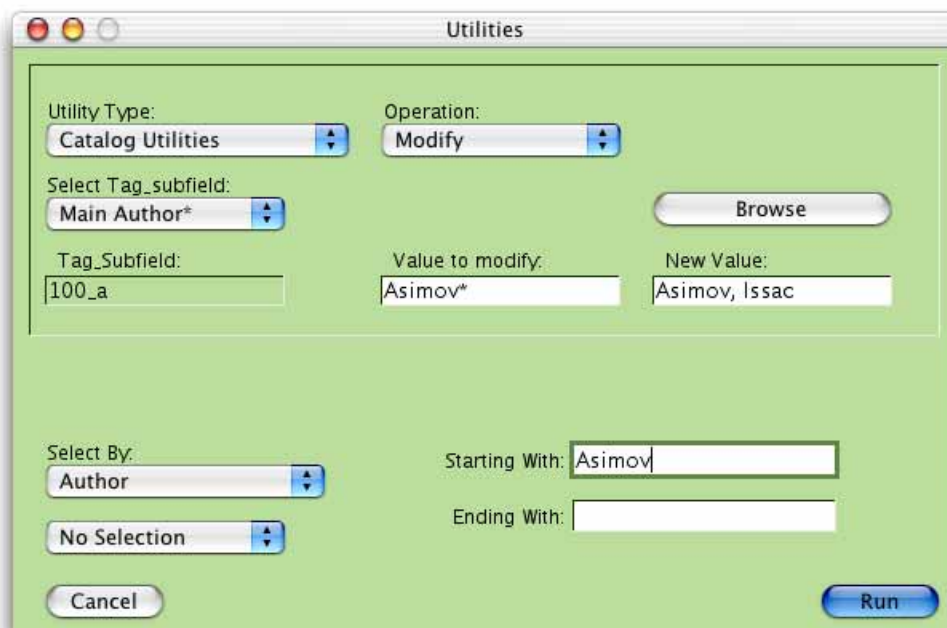 Utilities
Utility Type: Operation:
Catalog Utilities Modify
Select Tag_subfield:
Main Author* Browse
Tag_Subfield: Value to modify: New Value:
100_a Asimov* Asimov, Issac
Select By:
Starting With: Asimov
Author
Ending With:
No Selection
Cancel Run